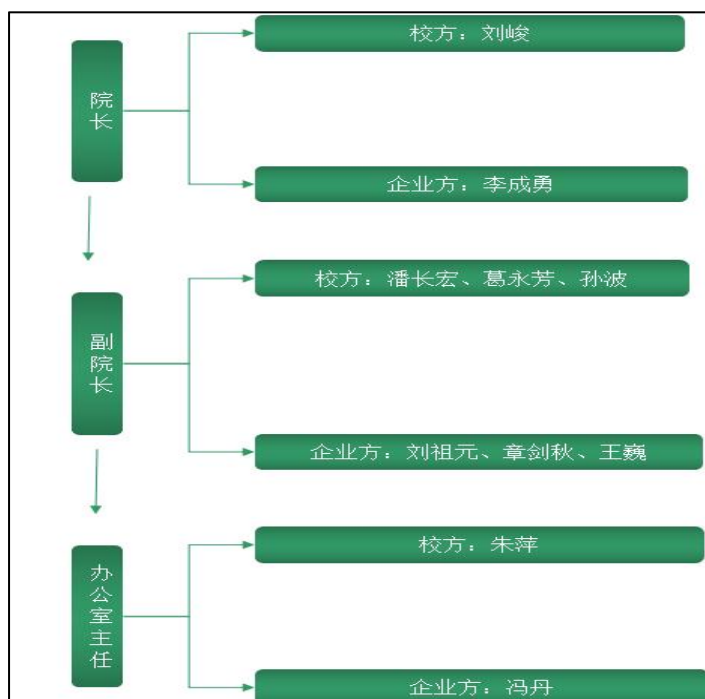 院长
校方：刘峻
企业方：李成勇
副院长
校方：潘长宏、葛永芳、孙波
企业方：刘祖元、章剑秋、王巍
办公室主任
校方：朱萍
企业方：冯丹